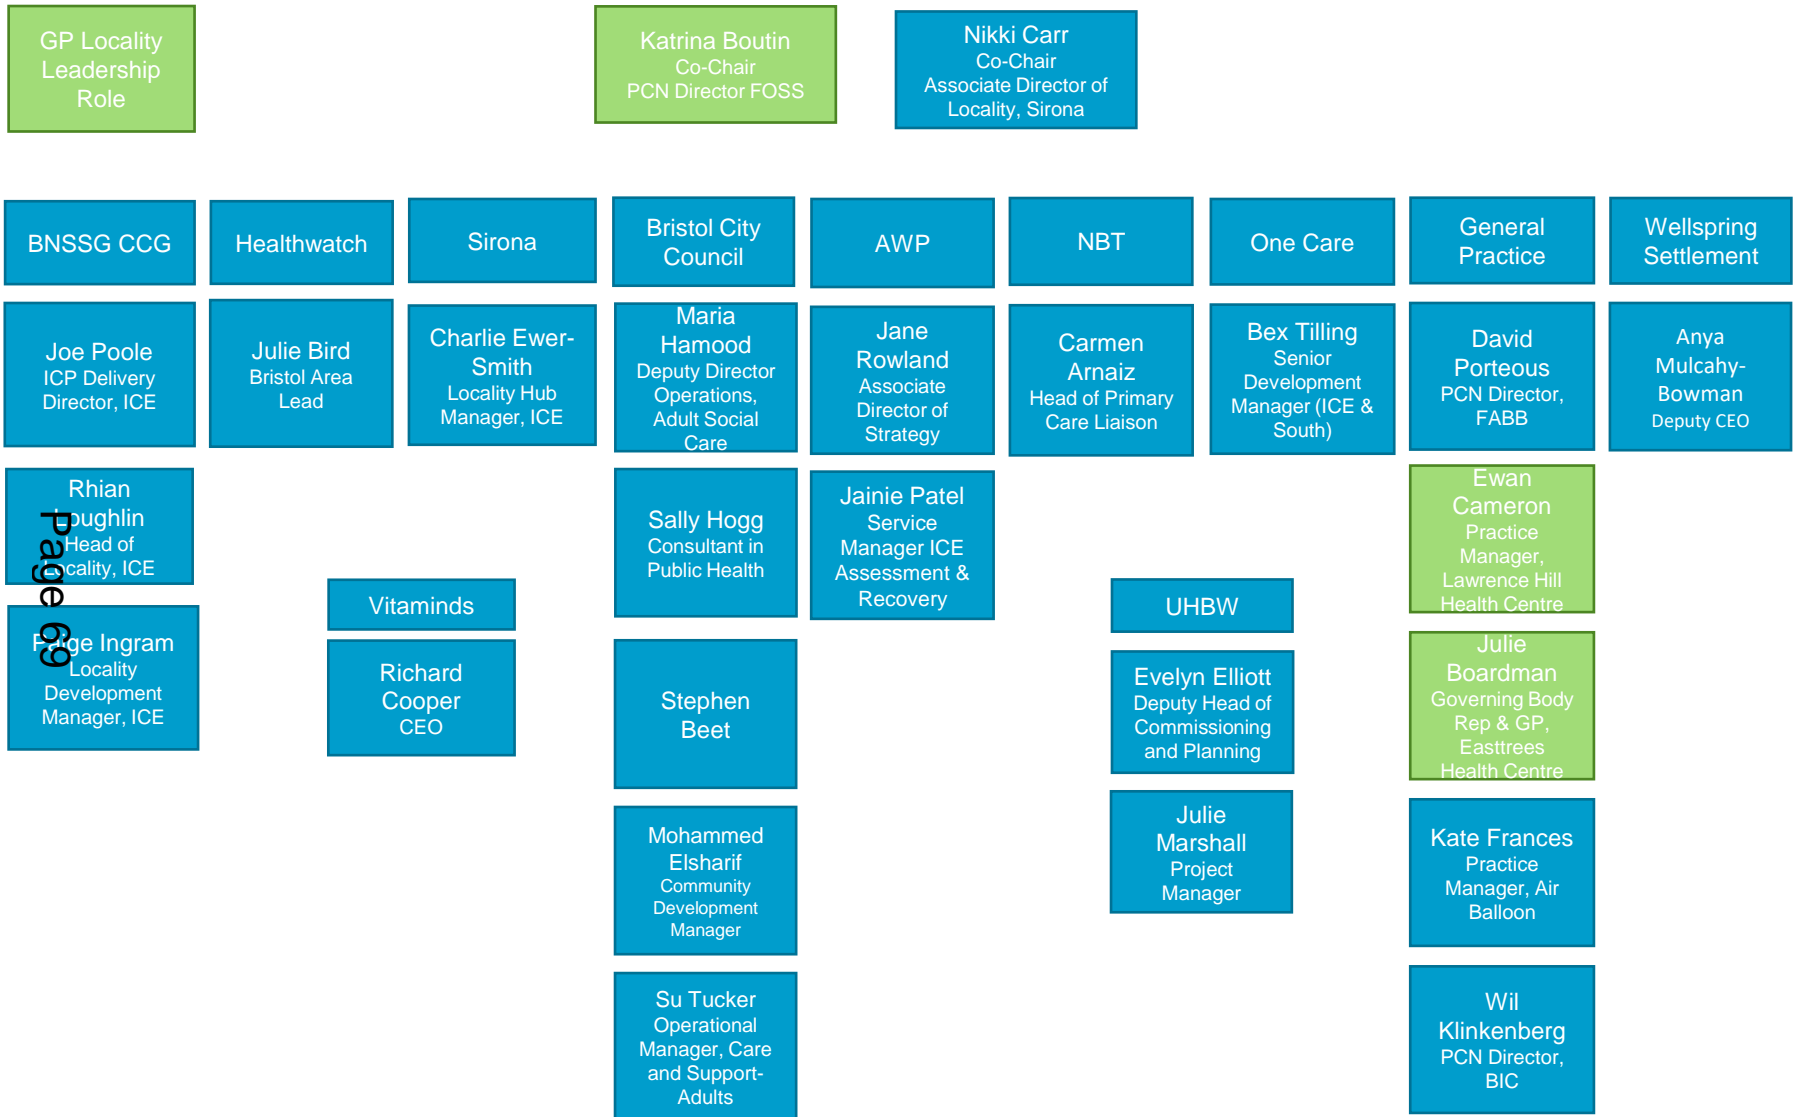 GP Locality
Leadership
Role
Katrina Boutin
Co-Chair
PCN Director FOSS
Nikki Carr
Co-Chair
Associate Director of
Locality, Sirona
BNSSG CCG
Healthwatch
Sirona
Bristol City
Council
AWP
NBT
One Care
General
Practice
Wellspring
Settlement
Joe Poole
ICP Delivery
Director, ICE
Julie Bird
Bristol Area
Lead
Charlie Ewer-
Smith
Locality Hub
Manager, ICE
Maria
Hamood
Deputy Director
Operations,
Adult Social
Care
Jane
Rowland
Associate
Director of
Strategy
Carmen
Arnaiz
Head of Primary
Care Liaison
Bex Tilling
Senior
Development
Manager (ICE &
South)
David
Porteous
PCN Director,
FABB
Anya
Mulcahy-
Bowman
Deputy CEO
Rhian
Loughlin
Head of
Locality, ICE
Sally Hogg
Consultant in
Public Health
Jainie Patel
Service
Manager ICE
Assessment &
Recovery
Ewan
Cameron
Practice
Manager,
Lawrence Hill
Health Centre
Page 69
Paige Ingram
Locality
Development
Manager, ICE
Vitaminds
Richard
Cooper
CEO
Stephen
Beet
UHBW
Evelyn Elliott
Deputy Head of
Commissioning
and Planning
Julie
Boardman
Governing Body
Rep & GP,
Easttrees
Health Centre
Mohammed
Elsharif
Community
Development
Manager
Julie
Marshall
Project
Manager
Kate Frances
Practice
Manager, Air
Balloon
Su Tucker
Operational
Manager, Care
and Support-
Adults
Wil
Klinkenberg
PCN Director,
BIC